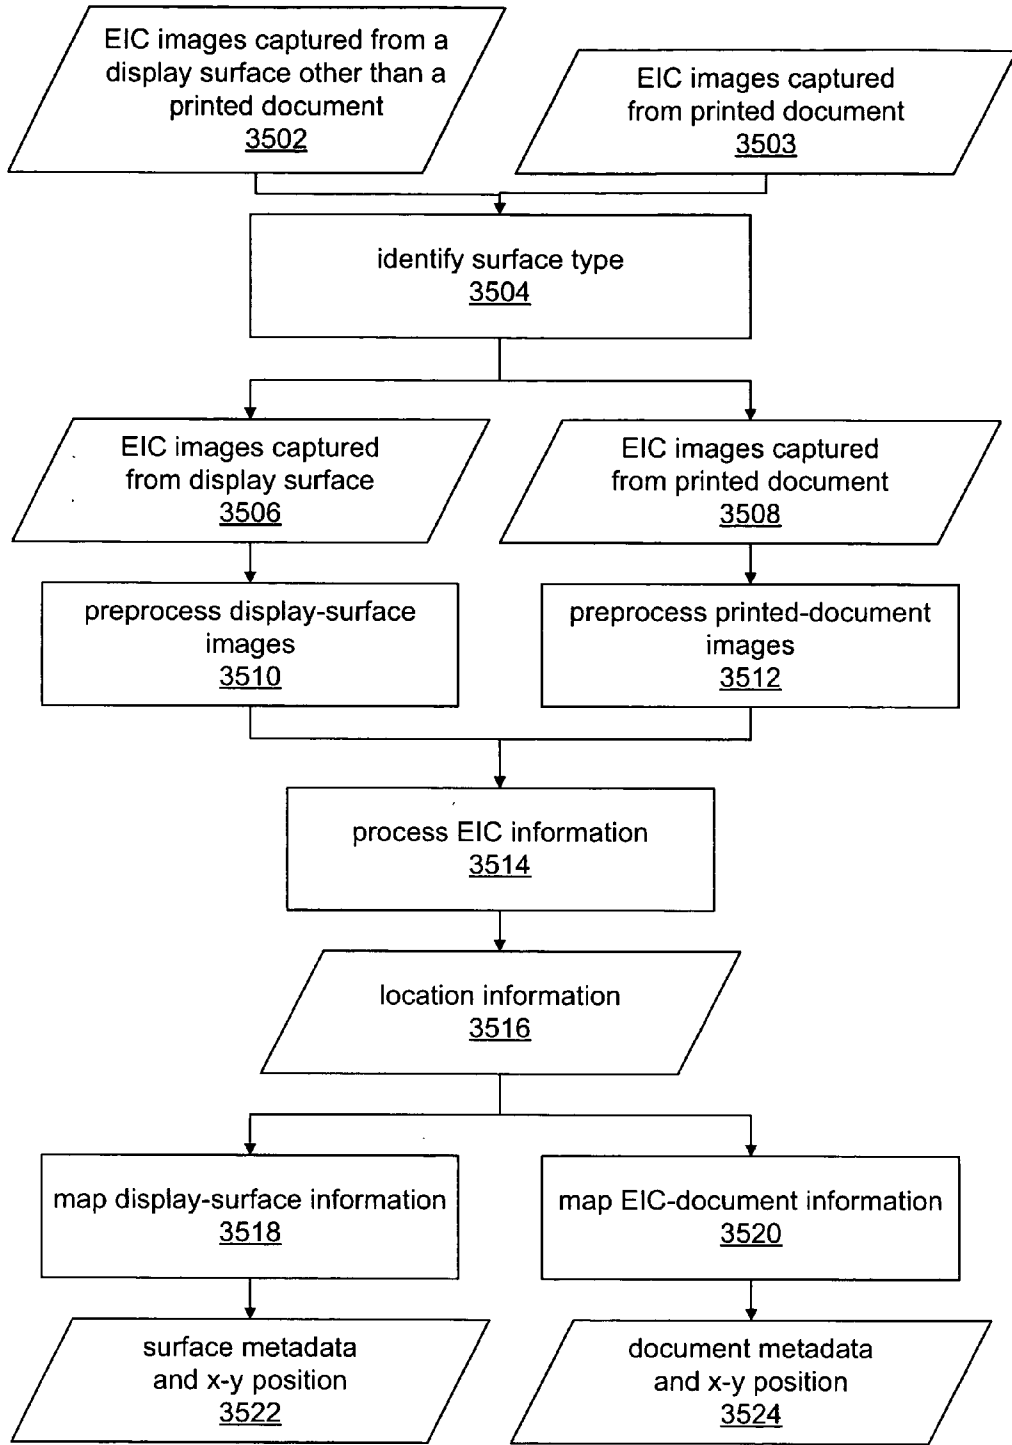 EIC images captured from a
display surface other than a
printed document
3502
EIC images captured
from printed document
3503
identify surface type
3504
EIC images captured
from display surface
3506
EIC images captured
from printed document
3508
preprocess display-surface
images
3510
preprocess printed-document
images
3512
process EIC information
3514
location information
3516
map display-surface information
3518
map EIC-document information
3520
surface metadata
and x-y position
3522
document metadata
and x-y position
3524